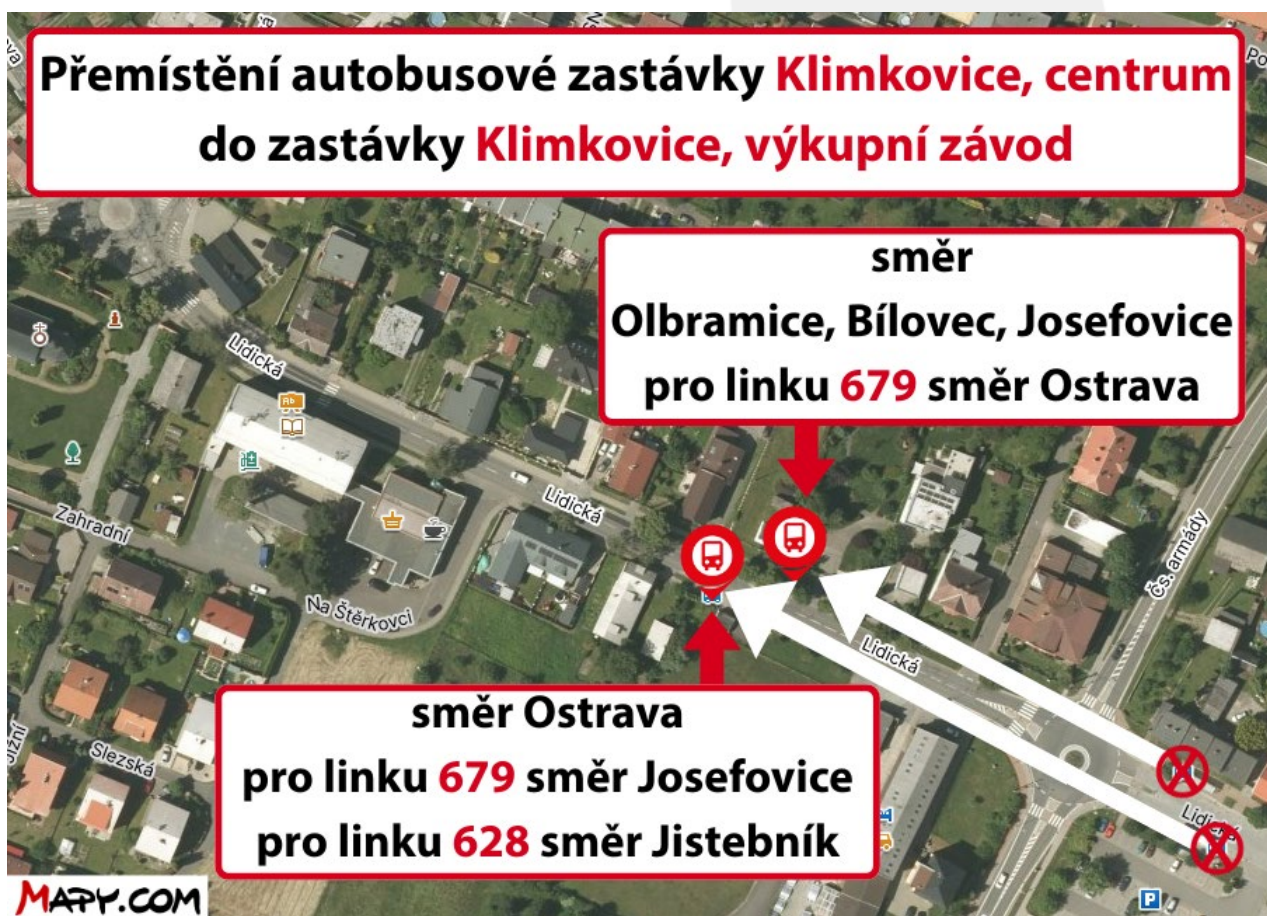 Přemístění autobusové zastávky Klimkovice, centrum
do zastávky Klimkovice, výkupní závod
směr
Olbramice, Bílovec, Josefovice
pro linku 679 směr Ostrava
Lidická
Lidická
Zahradní
Na Štěrkovci
Čs. armády
Lidická
Slezská
Lidická
směr Ostrava
pro linku 679 směr Josefovice
pro linku 628 směr Jistebník
P
MAPY.COM